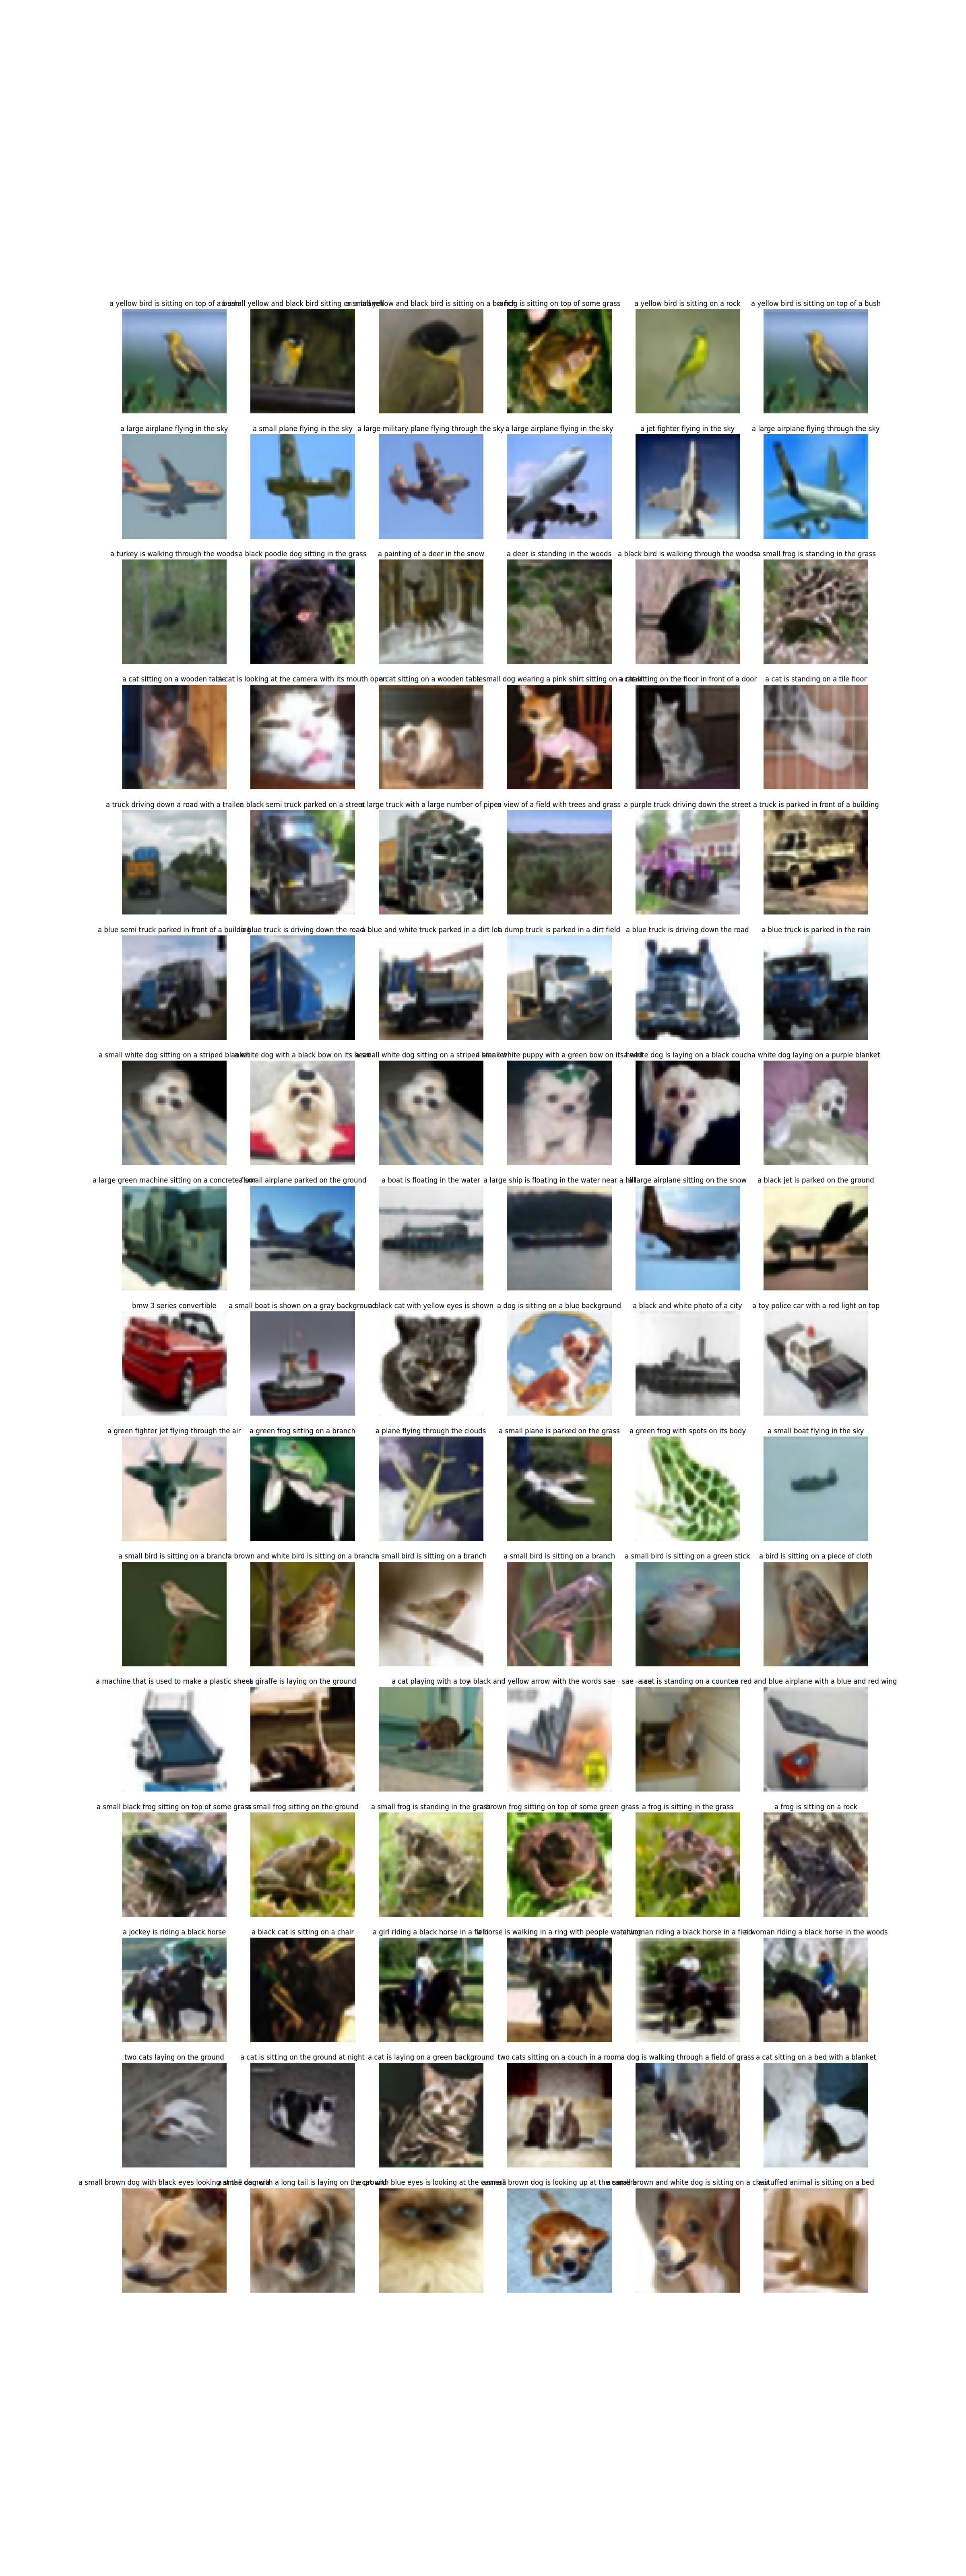 a yellow bird is sitting on top of a bush
a small yellow and black bird sitting on a branch
a small yellow and black bird is sitting on a branch
a frog is sitting on top of some grass
a yellow bird is sitting on a rock
a yellow bird is sitting on top of a bush
a large airplane flying in the sky
a small plane flying in the sky
a large military plane flying through the sky
a large airplane flying in the sky
a jet fighter flying in the sky
a large airplane flying through the sky
a turkey is walking through the woods
a black poodle dog sitting in the grass
a painting of a deer in the snow
a deer is standing in the woods
a black bird is walking through the woods
a small frog is standing in the grass
a cat sitting on a wooden table
a cat is looking at the camera with its mouth open
a cat sitting on a wooden table
a small dog wearing a pink shirt sitting on a chair
a cat sitting on the floor in front of a door
a cat is standing on a tile floor
a truck driving down a road with a trailer
a black semi truck parked on a street
a large truck with a large number of pipes
a view of a field with trees and grass
a purple truck driving down the street
a truck is parked in front of a building
a blue semi truck parked in front of a building
a blue truck is driving down the road
a blue and white truck parked in a dirt lot
a dump truck is parked in a dirt field
a blue truck is driving down the road
a blue truck is parked in the rain
a small white dog sitting on a striped blanket
a white dog with a black bow on its head
a small white dog sitting on a striped blanket
a small white puppy with a green bow on its head
a white dog is laying on a black couch
a white dog laying on a purple blanket
a large green machine sitting on a concrete floor
a small airplane parked on the ground
a boat is floating in the water
a large ship is floating in the water near a hill
a large airplane sitting on the snow
a black jet is parked on the ground
bmw 3 series convertible
a small boat is shown on a gray background
a black cat with yellow eyes is shown
a dog is sitting on a blue background
a black and white photo of a city
a toy police car with a red light on top
a green fighter jet flying through the air
a green frog sitting on a branch
a plane flying through the clouds
a small plane is parked on the grass
a green frog with spots on its body
a small boat flying in the sky
a small bird is sitting on a branch
a brown and white bird is sitting on a branch
a small bird is sitting on a branch
a small bird is sitting on a branch
a small bird is sitting on a green stick
a bird is sitting on a piece of cloth
a machine that is used to make a plastic sheet
a giraffe is laying on the ground
a cat playing with a toy
a black and yellow arrow with the words sae - sae - sae
a cat is standing on a counter
a red and blue airplane with a blue and red wing
a small black frog sitting on top of some grass
a small frog sitting on the ground
a small frog is standing in the grass
a brown frog sitting on top of some green grass
a frog is sitting in the grass
a frog is sitting on a rock
a jockey is riding a black horse
a black cat is sitting on a chair
a girl riding a black horse in a field
a horse is walking in a ring with people watching
a woman riding a black horse in a field
a woman riding a black horse in the woods
two cats laying on the ground
a cat is sitting on the ground at night
a cat is laying on a green background
two cats sitting on a couch in a room
a dog is walking through a field of grass
a cat sitting on a bed with a blanket
a small brown dog with black eyes looking at the camera
a small dog with a long tail is laying on the ground
a cat with blue eyes is looking at the camera
a small brown dog is looking up at the camera
a small brown and white dog is sitting on a chair
a stuffed animal is sitting on a bed